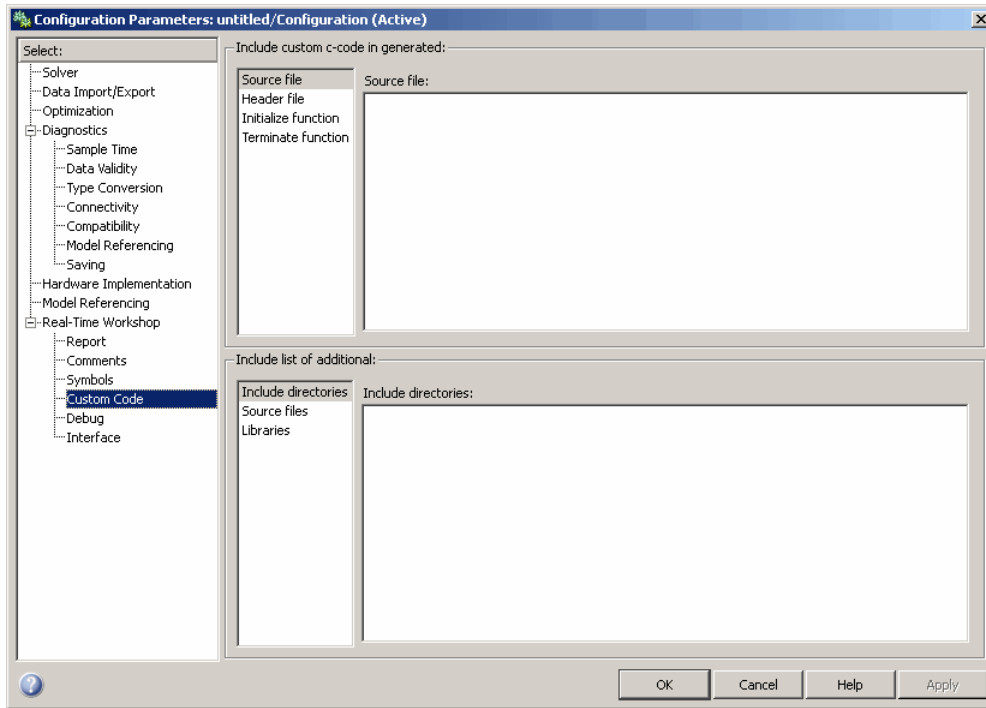 Configuration Parameters: untitled/Configuration (Active)
Select:
Solver
Data Import/Export
Optimization
Diagnostics
Sample Time
Data Validity
Type Conversion
Connectivity
Compatibility
Model Referencing
Saving
Hardware Implementation
Model Referencing
Real-Time Workshop
Report
Comments
Symbols
Custom Code
Debug
Interface
Include custom c-code in generated:
Source file
Header file
Initialize function
Terminate function
Source file:
Include list of additional:
Include directories
Source files
Libraries
Include directories:
OK
Cancel
Help
Apply